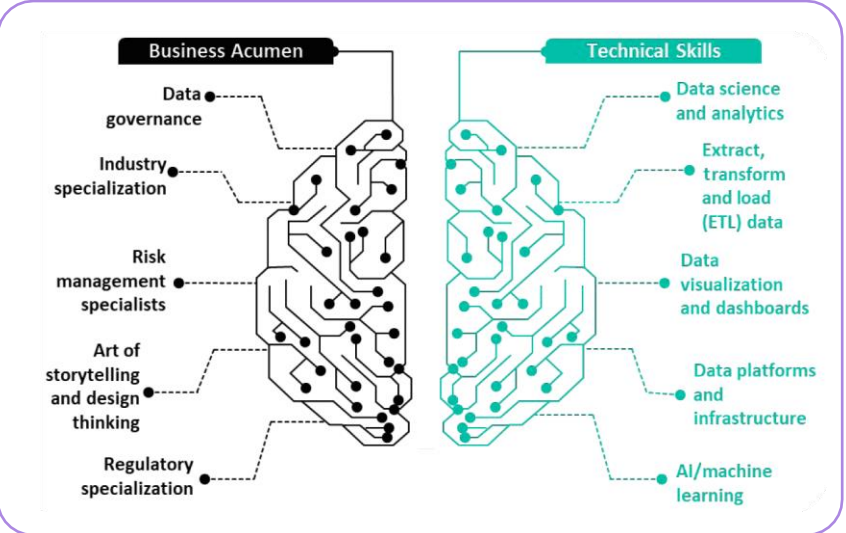 Business Acumen
Data
governance
Industry
specialization
Risk
management
specialists
Art of
storytelling
and design
thinking
Regulatory
specialization
Technical Skills
Data science
and analytics
Extract,
transform
and load
(ETL) data
Data
visualization
and dashboards
Data platforms
and
infrastructure
AI/machine
learning